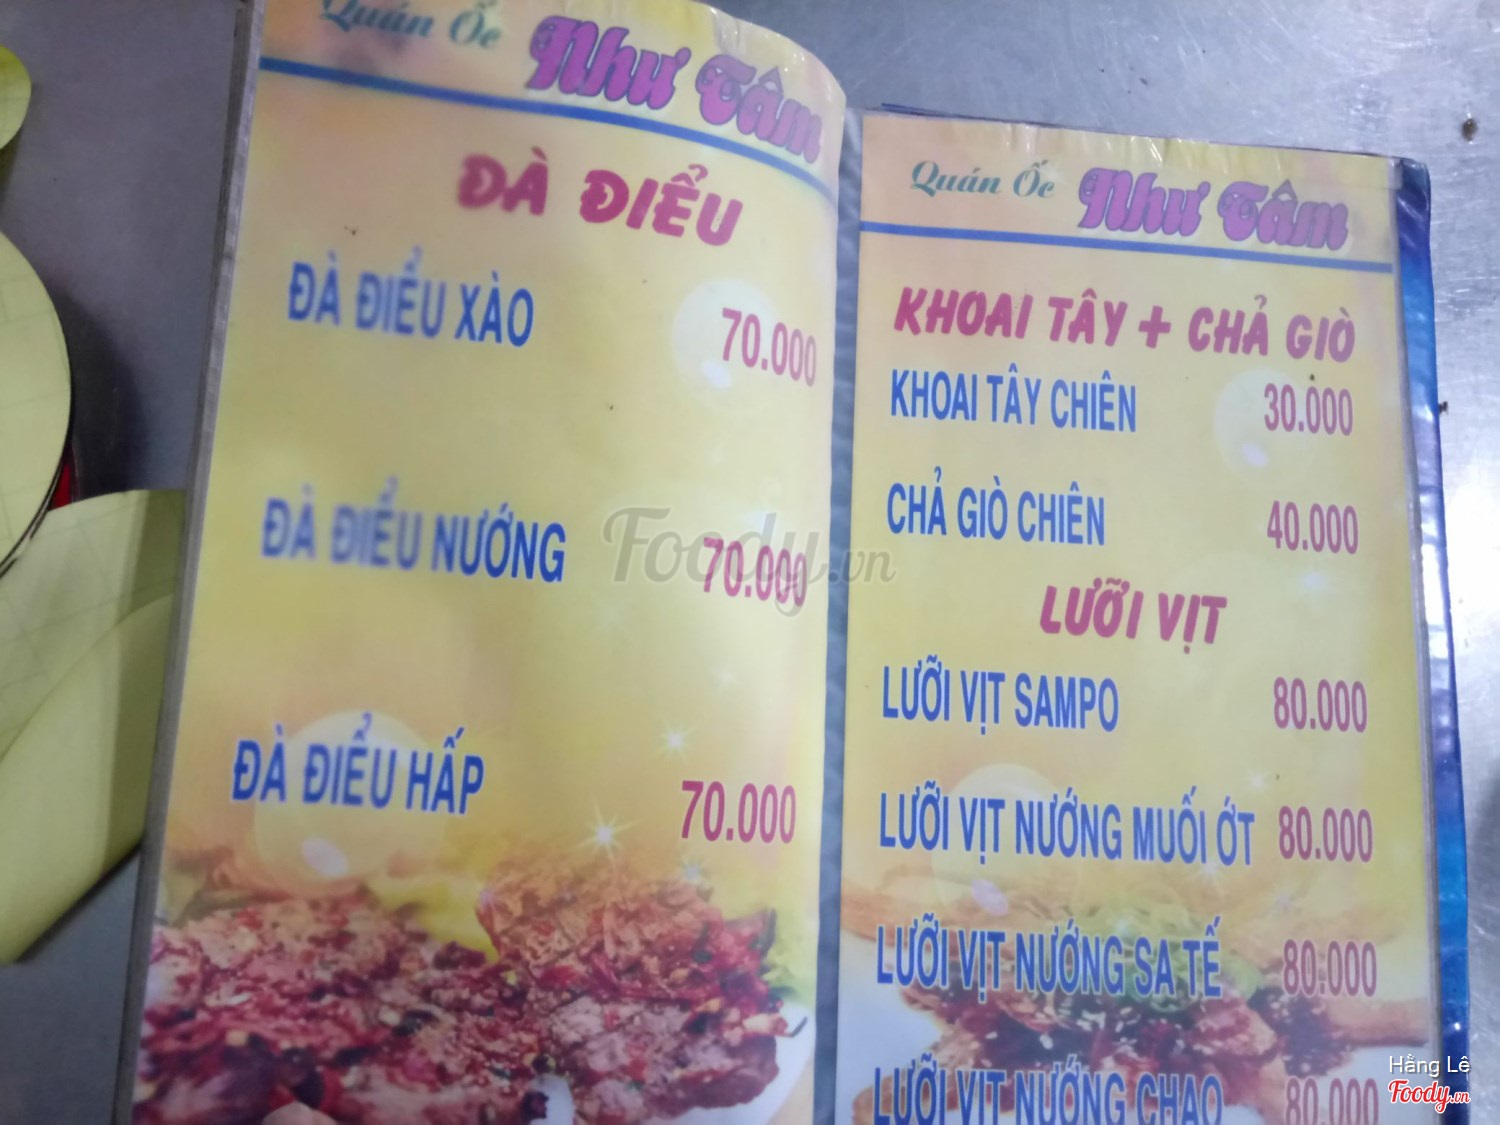 Quán Ốc Như Tâm
ĐÀ ĐIỂU
ĐÀ ĐIỂU XÀO 70.000
ĐÀ ĐIỂU NƯỚNG 70.000
ĐÀ ĐIỂU HẤP 70.000
Quán Ốc Như Tâm
KHOAI TÂY + CHẢ GIÒ
KHOAI TÂY CHIÊN 30.000
CHẢ GIÒ CHIÊN 40.000
LƯỠI VỊT
LƯỠI VỊT SAMPO 80.000
LƯỠI VỊT NƯỚNG MUỐI ỚT 80.000
LƯỠI VỊT NƯỚNG SA TẾ 80.000
LƯỠI VỊT NƯỚNG CHAO 80.000
Foody.vn
Hằng Lê
Foody.vn